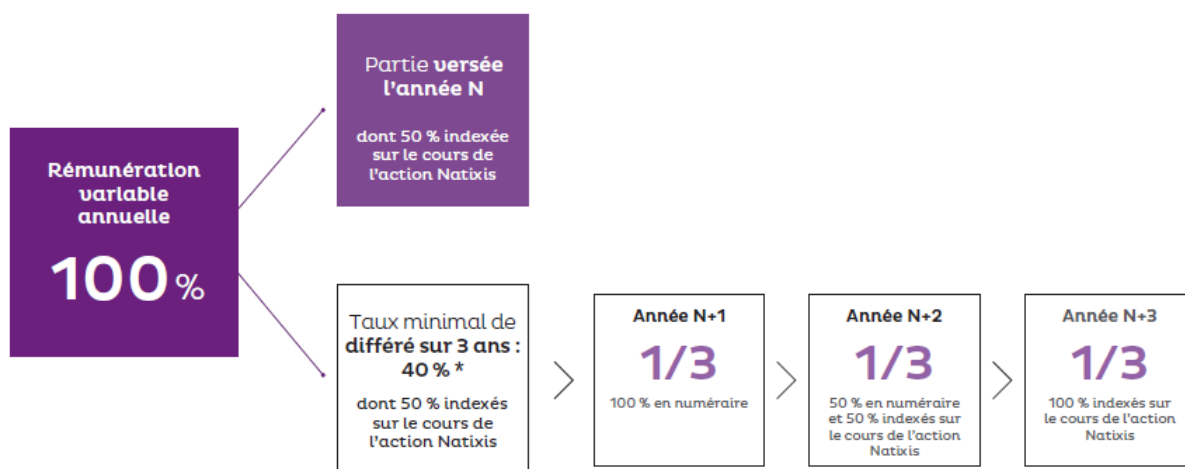 Rémunération
variable
annuelle
100 %
Partie versée
l'année N
dont 50 % indexée
sur le cours de
l'action Natixis
Taux minimal de
différé sur 3 ans :
40 % *
dont 50 % indexés
sur le cours de
l'action Natixis
Année N+1
1/3
100 % en numéraire
Année N+2
1/3
50 % en numéraire
et 50 % indexés sur
le cours de l'action
Natixis
Année N+3
1/3
100 % indexés sur
le cours de l'action
Natixis